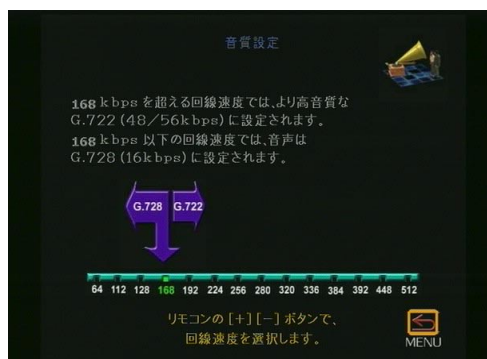 音質設定
168 kbps を超える回線速度では、より高音質な
G.722 (48／56kbps) に設定されます。
168 kbps 以下の回線速度では、音声は
G.728 (16kbps) に設定されます。
G.728 G.722
64 112 128 168 192 224 256 280 320 336 384 392 448 512
リモコンの [+] [−] ボタンで、
回線速度を選択します。
MENU